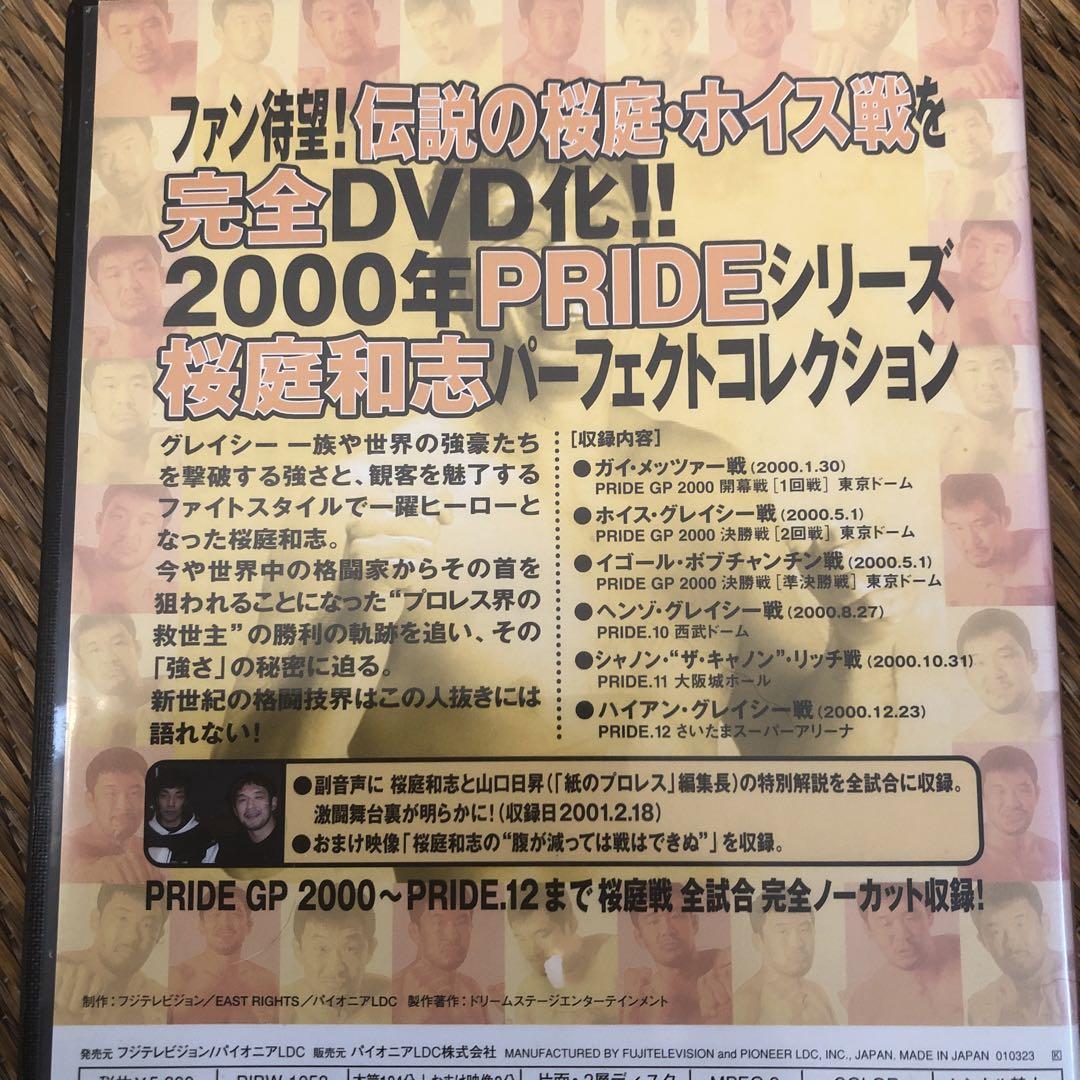 ファン待望!伝説の桜庭・ホイス戦を
完全DVD化!!
2000年PRIDEシリーズ
桜庭和志パーフェクトコレクション
グレイシー一族や世界の強豪たち
を撃破する強さと、観客を魅了する
ファイトスタイルで一躍ヒーローと
なった桜庭和志。
今や世界中の格闘家からその首を
狙われることになった“プロレス界の
救世主”の勝利の軌跡を追い、その
「強さ」の秘密に迫る。
新世紀の格闘技界はこの人抜きには
語れない!
[収録内容]
●ガイ・メッツァー戦(2000.1.30)
PRIDE GP 2000 開幕戦[1回戦] 東京ドーム
●ホイス・グレイシー戦(2000.5.1)
PRIDE GP 2000 決勝戦[2回戦] 東京ドーム
●イゴール・ボブチャンチン戦(2000.5.1)
PRIDE GP 2000 決勝戦[準決勝戦] 東京ドーム
●ヘンゾ・グレイシー戦(2000.8.27)
PRIDE.10 西武ドーム
●シャノン・“ザ・キャノン”・リッチ戦(2000.10.31)
PRIDE.11 大阪城ホール
●ハイアン・グレイシー戦(2000.12.23)
PRIDE.12 さいたまスーパーアリーナ
●副音声に 桜庭和志と山口日昇(「紙のプロレス」編集長)の特別解説を全試合に収録。
激闘舞台裏が明らかに!(収録日2001.2.18)
●おまけ映像「桜庭和志の“腹が減っては戦はできぬ”」を収録。
PRIDE GP 2000〜PRIDE.12まで 桜庭戦 全試合 完全ノーカット収録!
制作:フジテレビジョン/EAST RIGHTS/パイオニアLDC 製作著作:ドリームステージエンターテインメント
発売元 フジテレビジョン/パイオニアLDC 販売元 パイオニアLDC株式会社 MANUFACTURED BY FUJITELEVISION and PIONEER LDC, INC., JAPAN. MADE IN JAPAN 010323 K